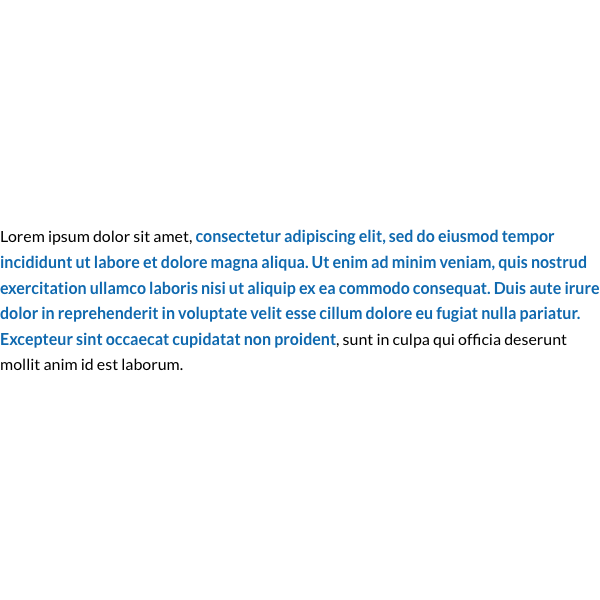 Lorem ipsum dolor sit amet, consectetur adipiscing elit, sed do eiusmod tempor
incididunt ut labore et dolore magna aliqua. Ut enim ad minim veniam, quis nostrud
exercitation ullamco laboris nisi ut aliquip ex ea commodo consequat. Duis aute irure
dolor in reprehenderit in voluptate velit esse cillum dolore eu fugiat nulla pariatur.
Excepteur sint occaecat cupidatat non proident, sunt in culpa qui officia deserunt
mollit anim id est laborum.